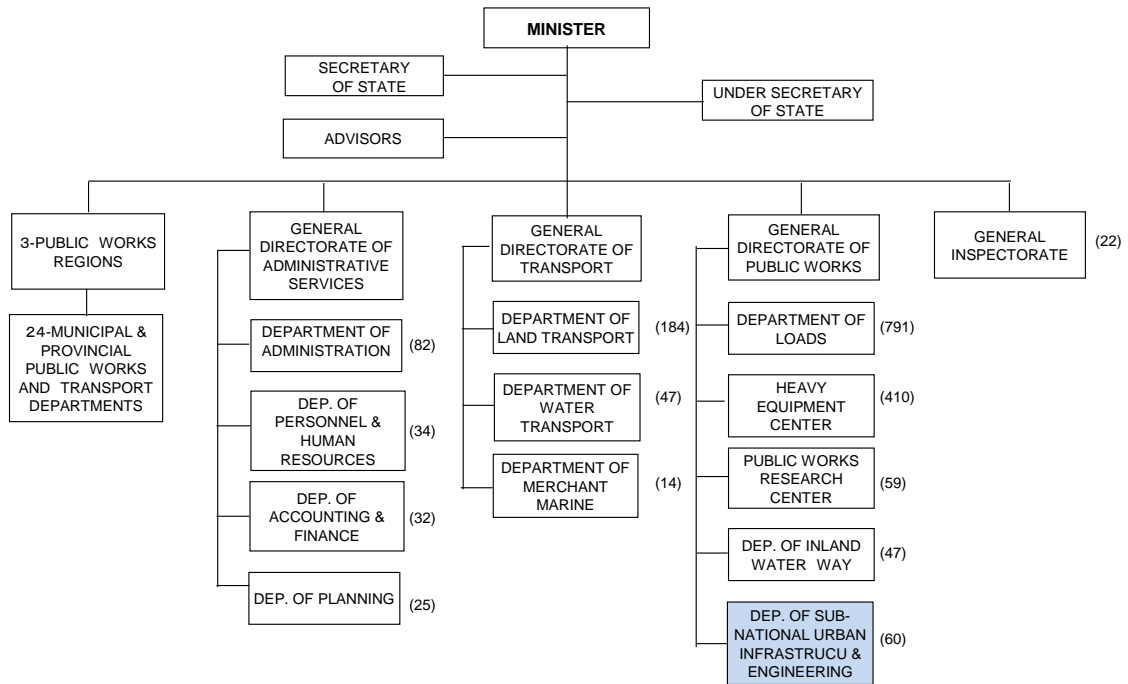 MINISTER
SECRETARY
OF STATE
UNDER SECRETARY
OF STATE
ADVISORS
3-PUBLIC WORKS
REGIONS
24-MUNICIPAL &
PROVINCIAL
PUBLIC WORKS
AND TRANSPORT
DEPARTMENTS
GENERAL
DIRECTORATE OF
ADMINISTRATIVE
SERVICES
DEPARTMENT OF
ADMINISTRATION
(82)
DEP. OF
PERSONNEL &
HUMAN
RESOURCES
(34)
DEP. OF
ACCOUNTING &
FINANCE
(32)
DEP. OF PLANNING
(25)
GENERAL
DIRECTORATE OF
TRANSPORT
DEPARTMENT OF
LAND TRANSPORT
(184)
DEPARTMENT OF
WATER
TRANSPORT
(47)
DEPARTMENT OF
MERCHANT
MARINE
(14)
GENERAL
DIRECTORATE OF
PUBLIC WORKS
DEPARTMENT OF
LOADS
(791)
HEAVY
EQUIPMENT
CENTER
(410)
PUBLIC WORKS
RESEARCH
CENTER
(59)
DEP. OF INLAND
WATER WAY
(47)
DEP. OF SUB-
NATIONAL URBAN
INFRASTRUCU &
ENGINEERING
(60)
GENERAL
INSPECTORATE
(22)